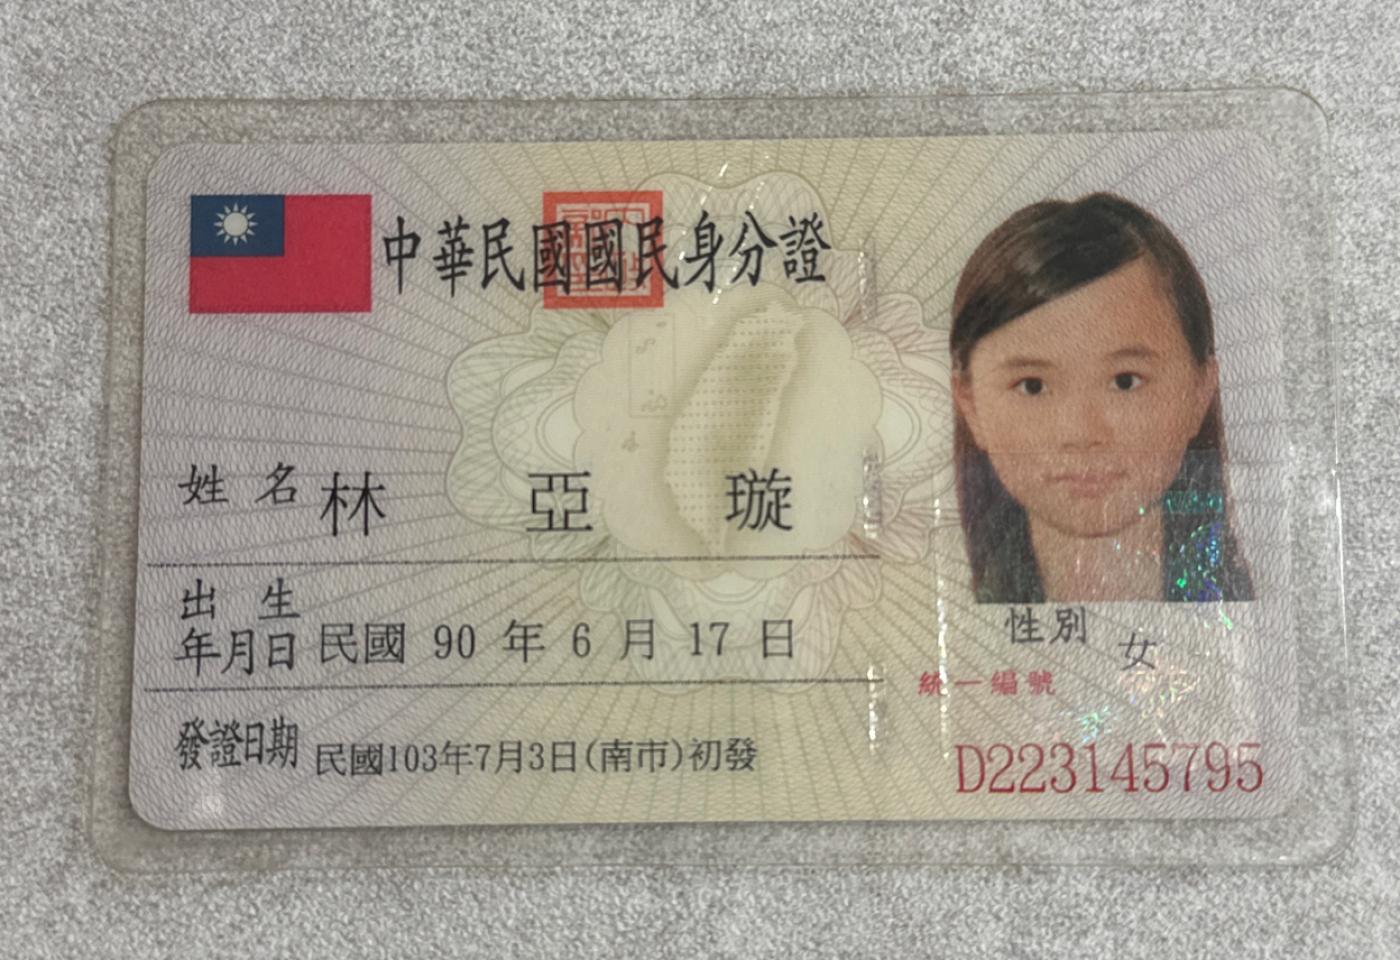 中華民國國民身分證
姓名 林亞璇
出生年月日 民國 90 年 6 月 17 日
發證日期 民國103年7月3日(南市)初發
性別 女
統一編號
D223145795